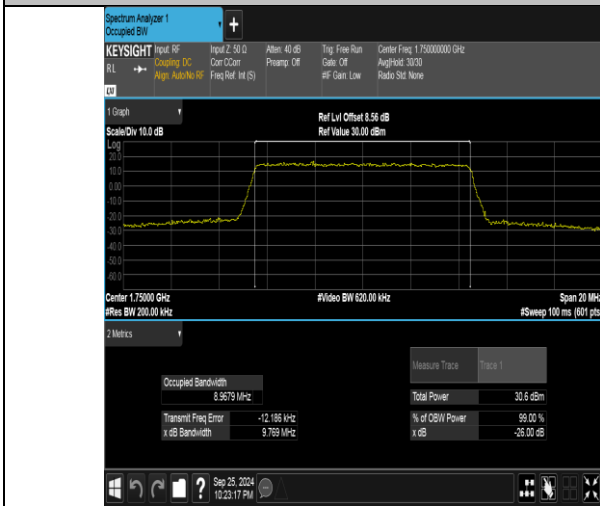 Spectrum Analyzer 1
Occupied BW
+
KEYSIGHT Input: RF Input Z: 50 Ω Atten: 40 dB Trig: Free Run Center Freq: 1.750000000 GHz
RL Coupling: DC Corr CCorr Preamp: Off Gate: Off Avg|Hold: 30/30
Align: Auto/No RF Freq Ref: Int (S) #IF Gain: Low Radio Std: None
1 Graph
Ref Lvl Offset 8.56 dB
Scale/Div 10.0 dB Ref Value 30.00 dBm
Log
20.0
10.0
0.00
-10.0
-20.0
-30.0
-40.0
-50.0
-60.0
Center 1.75000 GHz #Video BW 620.00 kHz Span 20 MHz
#Res BW 200.00 kHz #Sweep 100 ms (601 pts
2 Metrics
Measure Trace Trace 1
Occupied Bandwidth
8.9679 MHz Total Power 30.6 dBm
Transmit Freq Error -12.186 kHz % of OBW Power 99.00 %
x dB Bandwidth 9.769 MHz x dB -26.00 dB
? Sep 25, 2024
10:23:17 PM